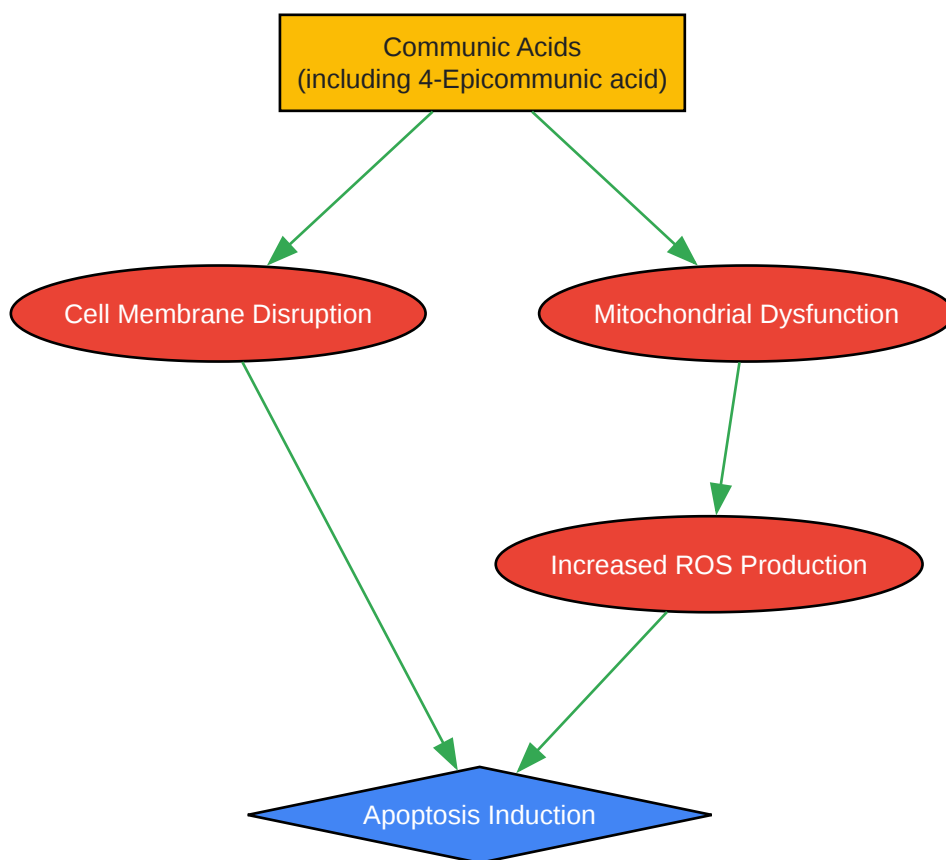 Communic Acids
(including 4-Epicommunic acid)
Cell Membrane Disruption
Mitochondrial Dysfunction
Increased ROS Production
Apoptosis Induction